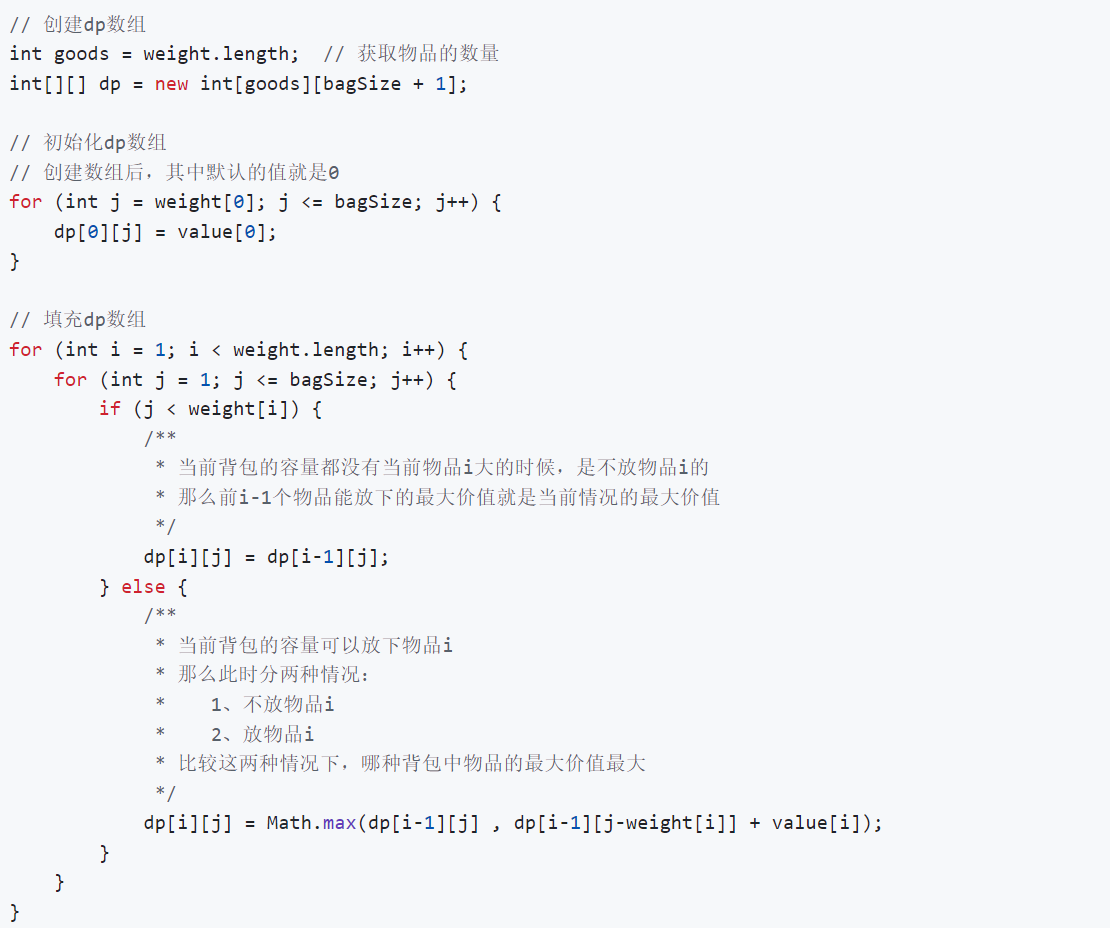 // 创建dp数组
int goods = weight.length;  // 获取物品的数量
int[][] dp = new int[goods][bagSize + 1];

// 初始化dp数组
// 创建数组后，其中默认的值就是0
for (int j = weight[0]; j <= bagSize; j++) {
    dp[0][j] = value[0];
}

// 填充dp数组
for (int i = 1; i < weight.length; i++) {
    for (int j = 1; j <= bagSize; j++) {
        if (j < weight[i]) {
            /**
             * 当前背包的容量都没有当前物品i大的时候，是不放物品i的
             * 那么前i-1个物品能放下的最大价值就是当前情况的最大价值
             */
            dp[i][j] = dp[i-1][j];
        } else {
            /**
             * 当前背包的容量可以放下物品i
             * 那么此时分两种情况：
             *    1、不放物品i
             *    2、放物品i
             * 比较这两种情况下，哪种背包中物品的最大价值最大
             */
            dp[i][j] = Math.max(dp[i-1][j] , dp[i-1][j-weight[i]] + value[i]);
        }
    }
}